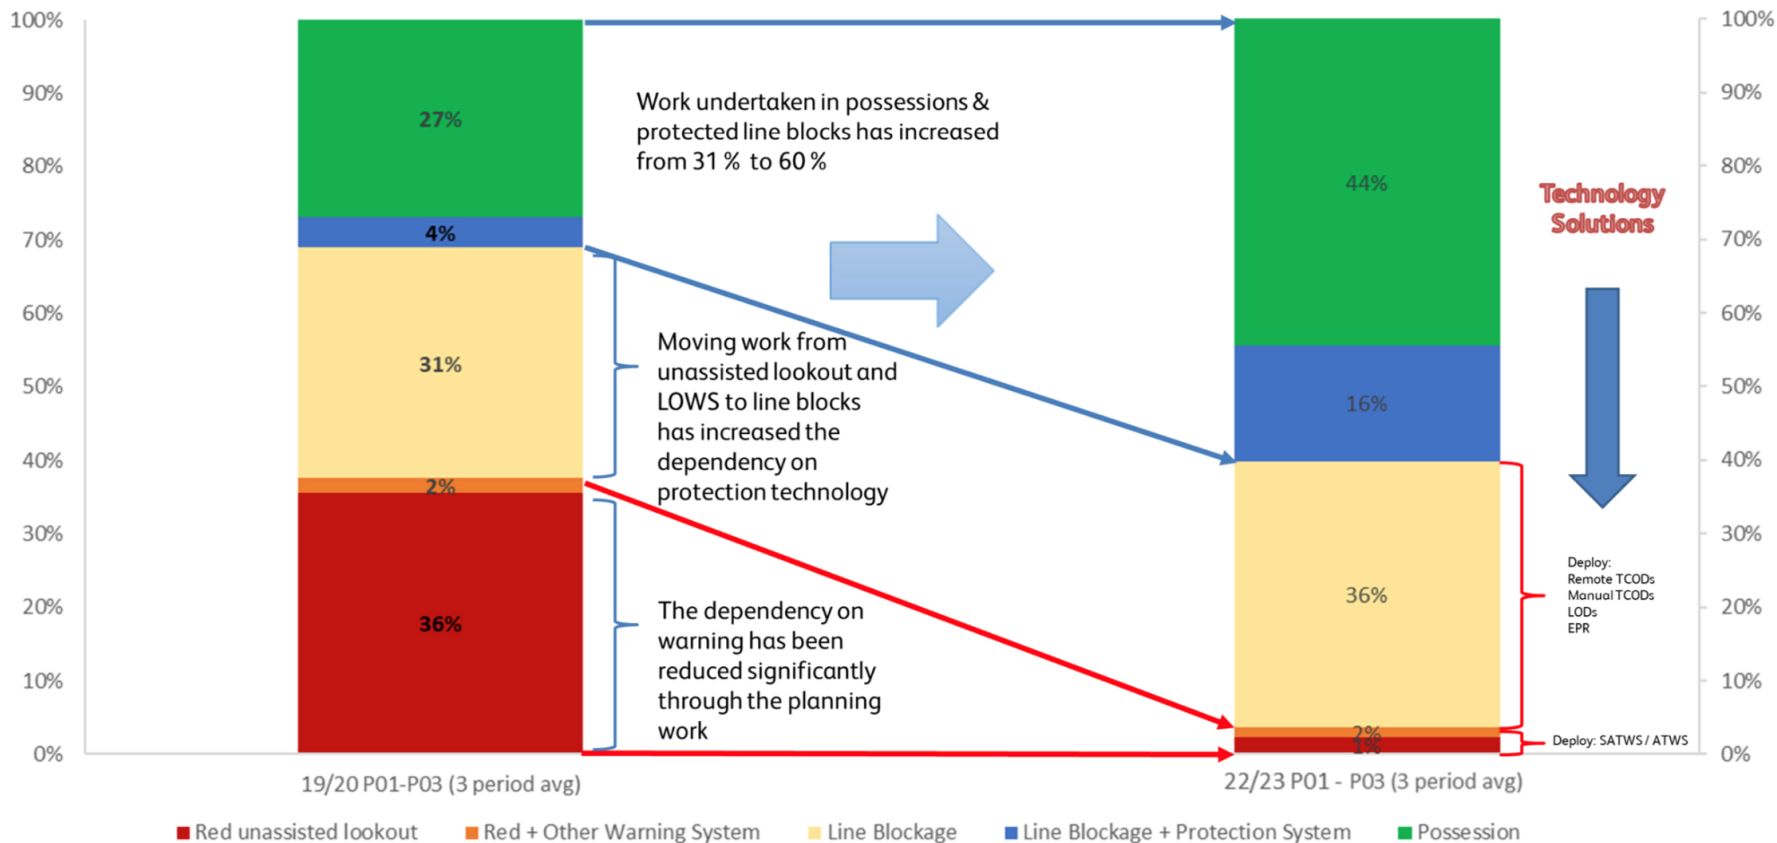 100%
90%
80%
70%
60%
50%
40%
30%
20%
10%
0%
27%
4%
31%
2%
36%
Work undertaken in possessions &
protected line blocks has increased
from 31 % to 60 %
Moving work from
unassisted lookout and
LOWS to line blocks
has increased the
dependency on
protection technology
The dependency on
warning has been
reduced significantly
through the planning
work
44%
16%
36%
2%
1%
Technology
Solutions
Deploy:
Remote TCODs
Manual TCODs
LODs
EPR
Deploy: SATWS / ATWS
100%
90%
80%
70%
60%
50%
40%
30%
20%
10%
0%
19/20 P01-P03 (3 period avg)
22/23 P01 - P03 (3 period avg)
Red unassisted lookout
Red + Other Warning System
Line Blockage
Line Blockage + Protection System
Possession